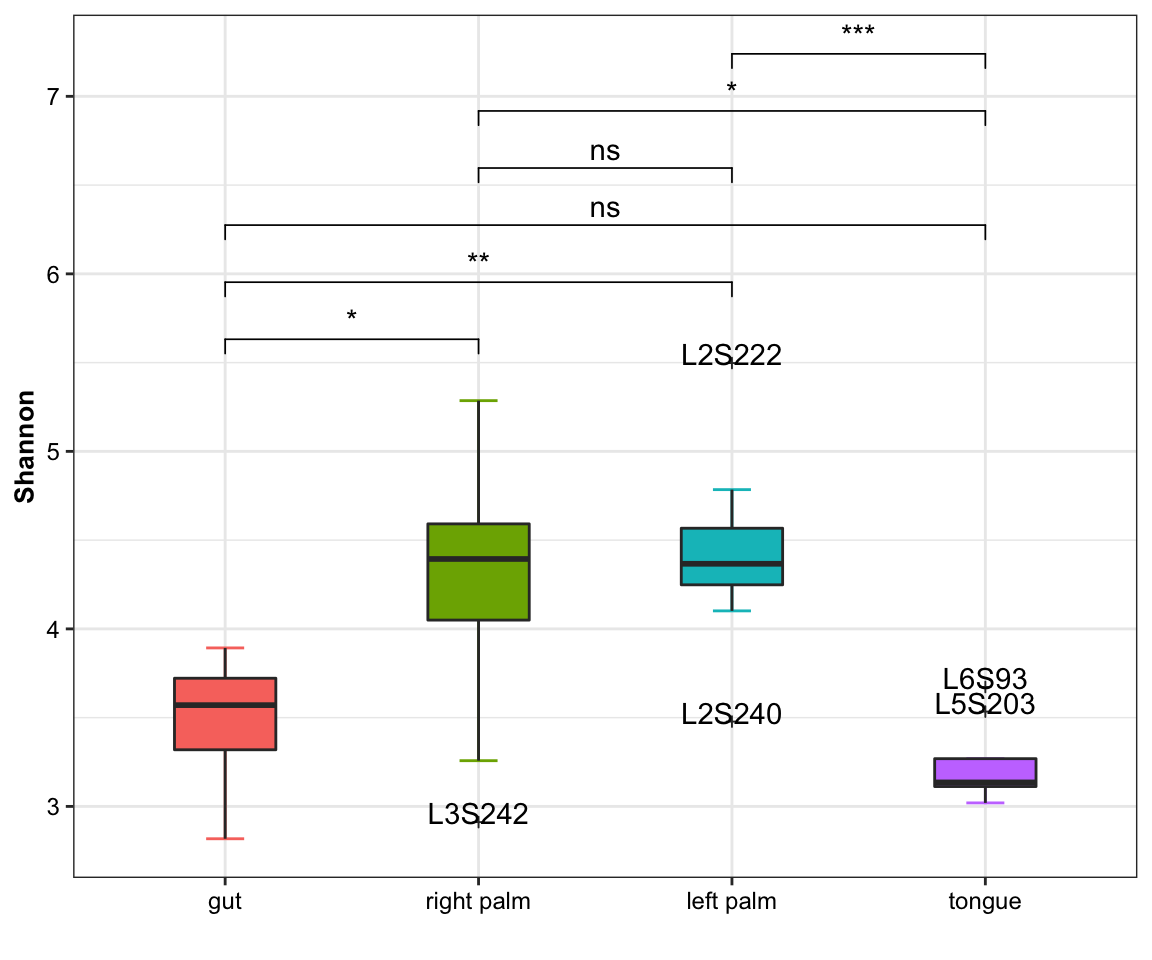 ***
7
*
ns
ns
6
**
*
L2S222
Shannon
5
4
L6S93
L5S203
L2S240
3
L3S242
gut right palm left palm tongue